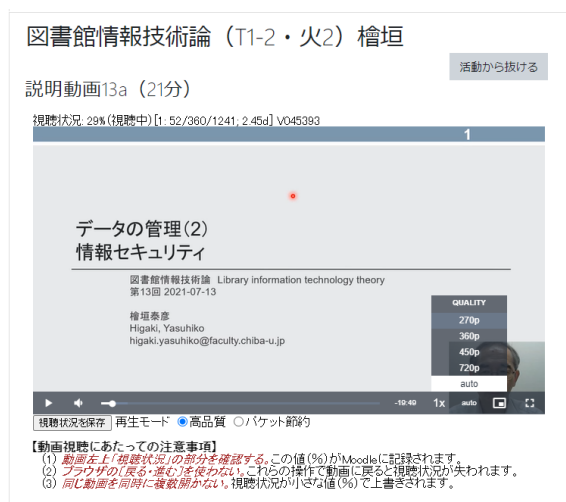 図書館情報技術論（T1-2・火2）檜垣
活動から抜ける
説明動画13a（21分）
視聴状況: 29%(視聴中)[1: 52/360/1241; 2.45d] V045393
1
データの管理(2)
情報セキュリティ
図書館情報技術論 Library information technology theory
第13回 2021-07-13
檜垣泰彦
Higaki, Yasuhiko
higaki.yasuhiko@faculty.chiba-u.jp
QUALITY
270p
360p
450p
720p
auto
-19:49 1x auto
視聴状況を保存 再生モード 高品質 パケット節約
【動画視聴にあたっての注意事項】
(1) 動画左上「視聴状況」の部分を確認する。この値(%)がMoodleに記録されます。
(2) ブラウザの〔戻る・進む〕を使わない。これらの操作で動画に戻ると視聴状況が失われます。
(3) 同じ動画を同時に複数開かない。視聴状況が小さな値(%)で上書きされます。